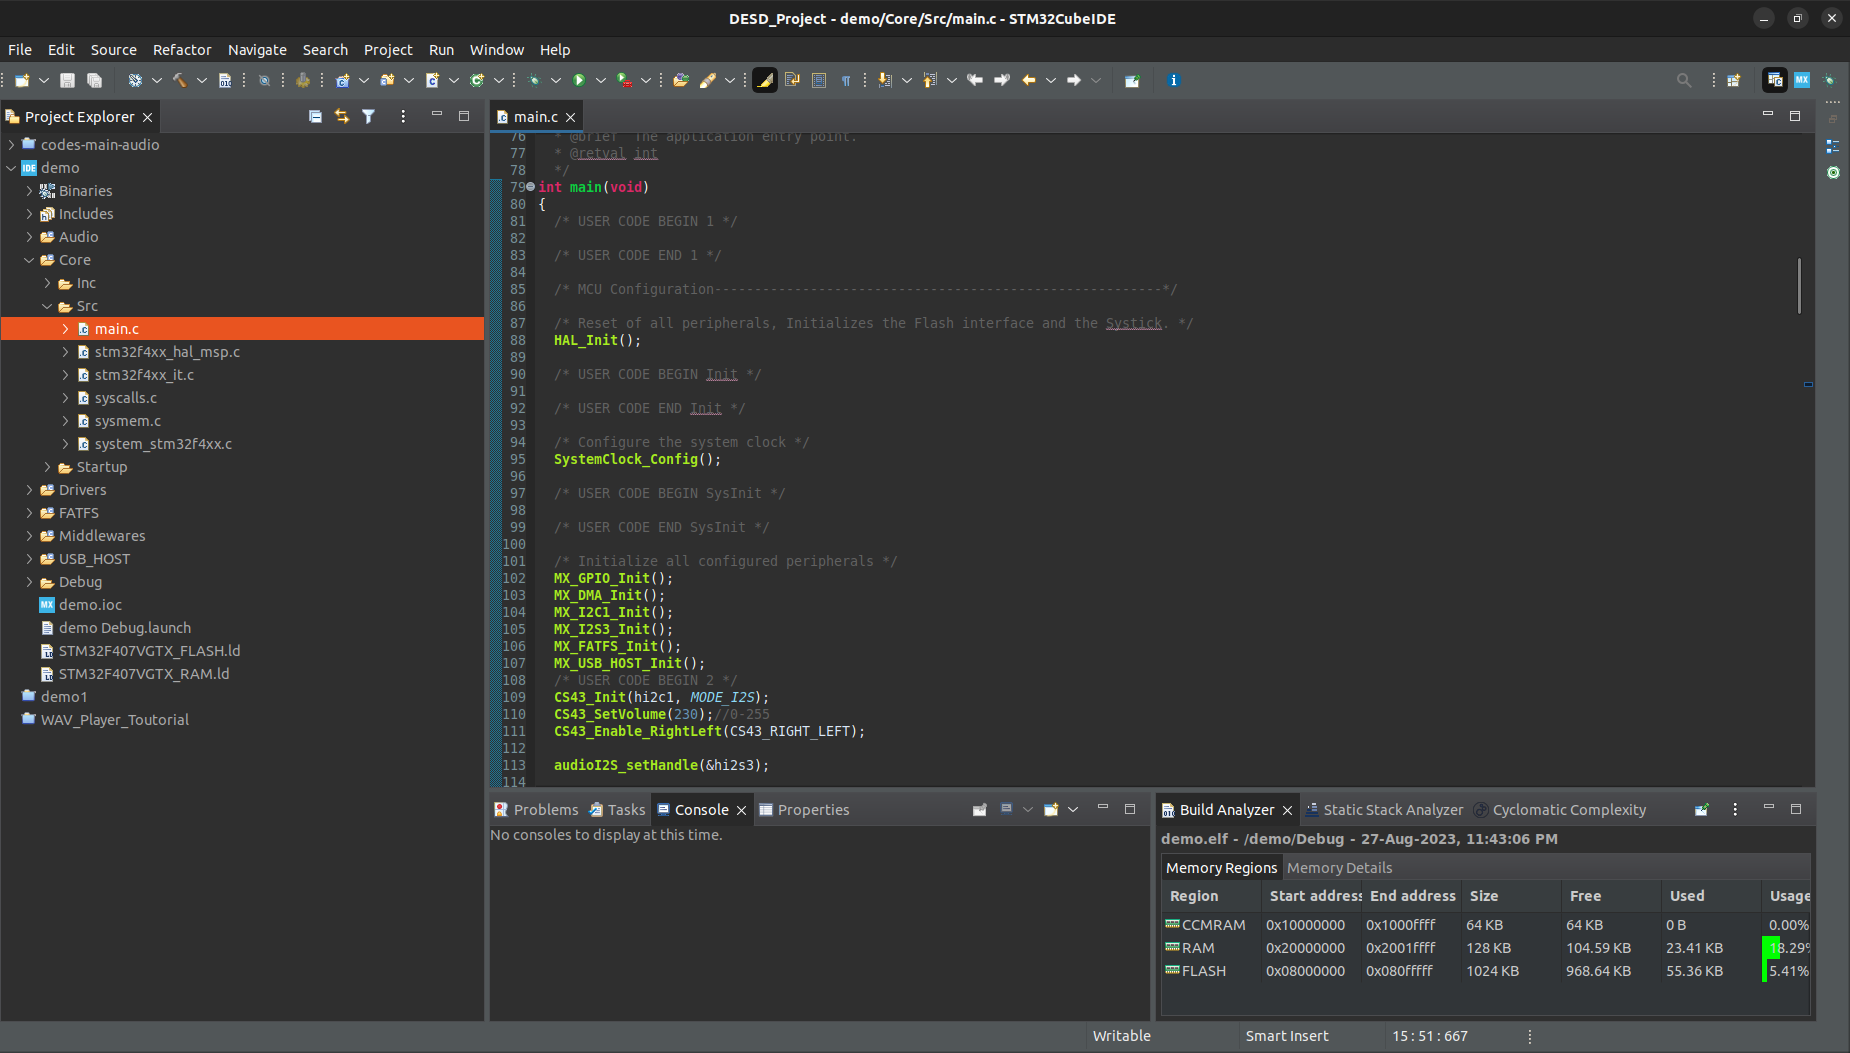 DESD_Project - demo/Core/Src/main.c - STM32CubeIDE
File Edit Source Refactor Navigate Search Project Run Window Help
Project Explorer
codes-main-audio
IDE demo
Binaries
Includes
Audio
Core
Inc
Src
main.c
stm32f4xx_hal_msp.c
stm32f4xx_it.c
syscalls.c
sysmem.c
system_stm32f4xx.c
Startup
Drivers
FATFS
Middlewares
USB_HOST
Debug
MX demo.ioc
demo Debug.launch
STM32F407VGTX_FLASH.ld
STM32F407VGTX_RAM.ld
demo1
WAV_Player_Toutorial
main.c
76 * @brief The application entry point.
77 * @retval int
78 */
79 int main(void)
80 {
81 /* USER CODE BEGIN 1 */
82
83 /* USER CODE END 1 */
84
85 /* MCU Configuration--------------------------------------------------------*/
86
87 /* Reset of all peripherals, Initializes the Flash interface and the Systick. */
88 HAL_Init();
89
90 /* USER CODE BEGIN Init */
91
92 /* USER CODE END Init */
93
94 /* Configure the system clock */
95 SystemClock_Config();
96
97 /* USER CODE BEGIN SysInit */
98
99 /* USER CODE END SysInit */
100
101 /* Initialize all configured peripherals */
102 MX_GPIO_Init();
103 MX_DMA_Init();
104 MX_I2C1_Init();
105 MX_I2S3_Init();
106 MX_FATFS_Init();
107 MX_USB_HOST_Init();
108 /* USER CODE BEGIN 2 */
109 CS43_Init(hi2c1, MODE_I2S);
110 CS43_SetVolume(230);//0-255
111 CS43_Enable_RightLeft(CS43_RIGHT_LEFT);
112
113 audioI2S_setHandle(&hi2s3);
114
Problems Tasks Console Properties
No consoles to display at this time.
Build Analyzer Static Stack Analyzer Cyclomatic Complexity
demo.elf - /demo/Debug - 27-Aug-2023, 11:43:06 PM
Memory Regions Memory Details
Region Start address End address Size Free Used Usage
CCMRAM 0x10000000 0x1000ffff 64 KB 64 KB 0 B 0.00%
RAM 0x20000000 0x2001ffff 128 KB 104.59 KB 23.41 KB 18.29%
FLASH 0x08000000 0x080fffff 1024 KB 968.64 KB 55.36 KB 5.41%
Writable Smart Insert 15 : 51 : 667